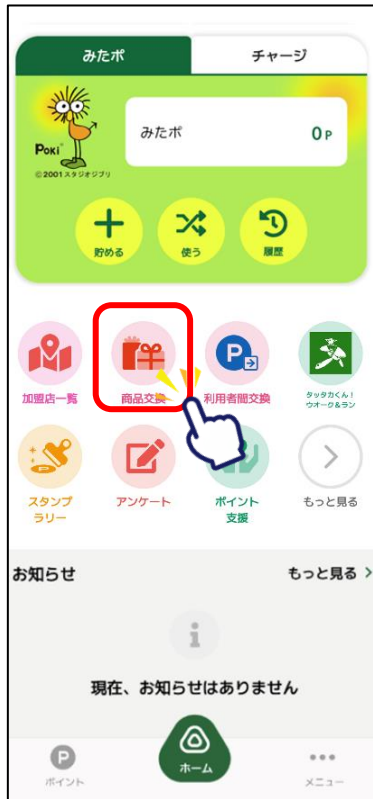 みたポ
チャージ
みたポ
0 P
POKI
©2001 スタジオジブリ
貯める
使う
履歴
加盟店一覧
商品交換
P
利用者間交換
タッタカくん！
ウオーク&ラン
スタンプ
ラリー
アンケート
ポイント
支援
もっと見る
お知らせ
もっと見る
現在、お知らせはありません
P
ポイント
ホーム
メニュー